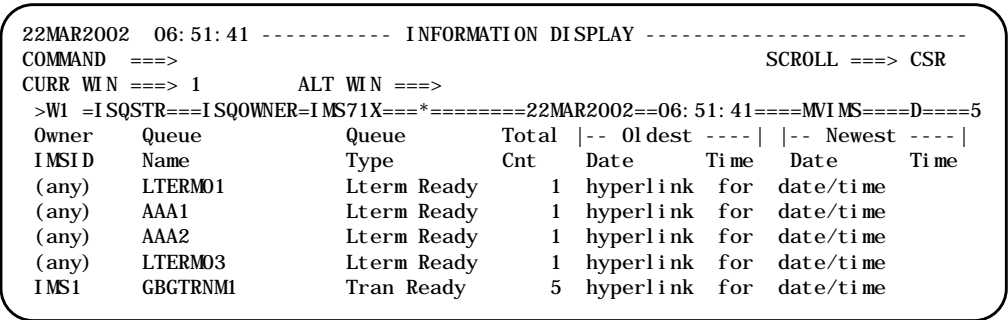 22MAR2002  06:51:41 ----------- INFORMATION DISPLAY ----------------------------
COMMAND  ===>                                                 SCROLL ===> CSR
CURR WIN ===> 1        ALT WIN ===>
>W1 =ISQSTR===ISQOWNER=IMS71X===*========22MAR2002==06:51:41====MVIMS====D====5
Owner    Queue            Queue        Total |-- Oldest ----| |-- Newest ----|
IMSID    Name             Type         Cnt    Date      Time   Date      Time
(any)    LTERMO1          Lterm Ready      1  hyperlink  for  date/time
(any)    AAA1             Lterm Ready      1  hyperlink  for  date/time
(any)    AAA2             Lterm Ready      1  hyperlink  for  date/time
(any)    LTERMO3          Lterm Ready      1  hyperlink  for  date/time
IMS1     GBGTRNM1         Tran Ready       5  hyperlink  for  date/time